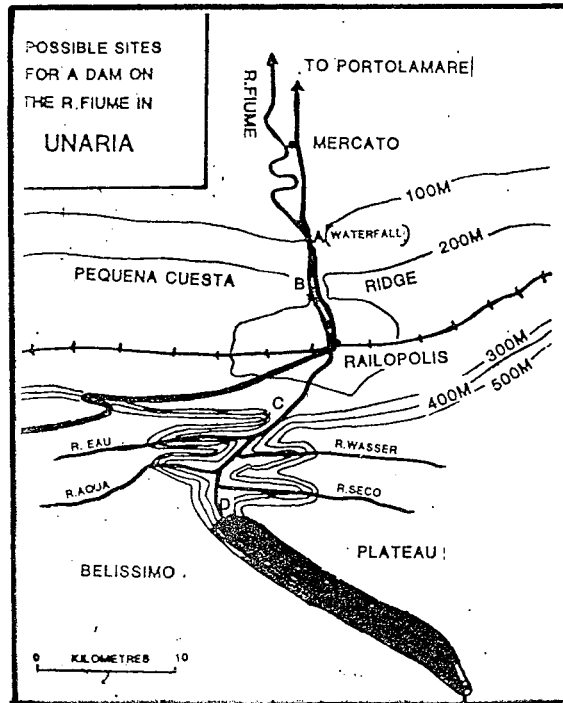 POSSIBLE SITES
FOR A DAM ON
THE R.FIUME IN
UNARIA
TO PORTOLAMARE
R.FIUME
MERCATO
100M
A (WATERFALL)
200M
PEQUENA CUESTA
B
RIDGE
RAILOPOLIS
300M
400M
500M
C
R. EAU
R.WASSER
R.AQUA
R.SECO
D
PLATEAU
BELISSIMO
0 KILOMETRES 10